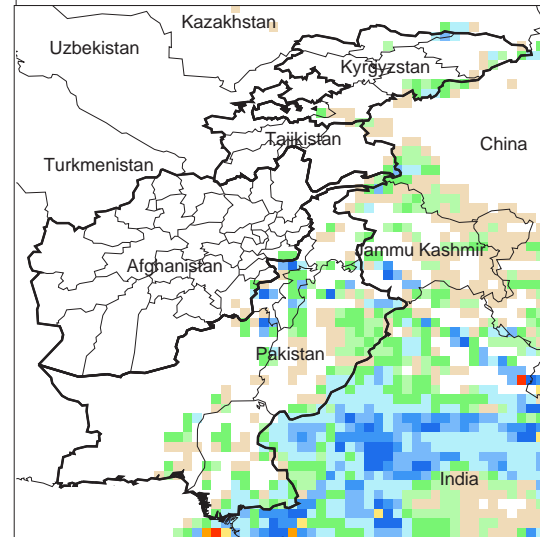 Kazakhstan
Uzbekistan
Kyrgyzstan
Tajikistan
China
Turkmenistan
Jammu Kashmir
Afghanistan
Pakistan
India